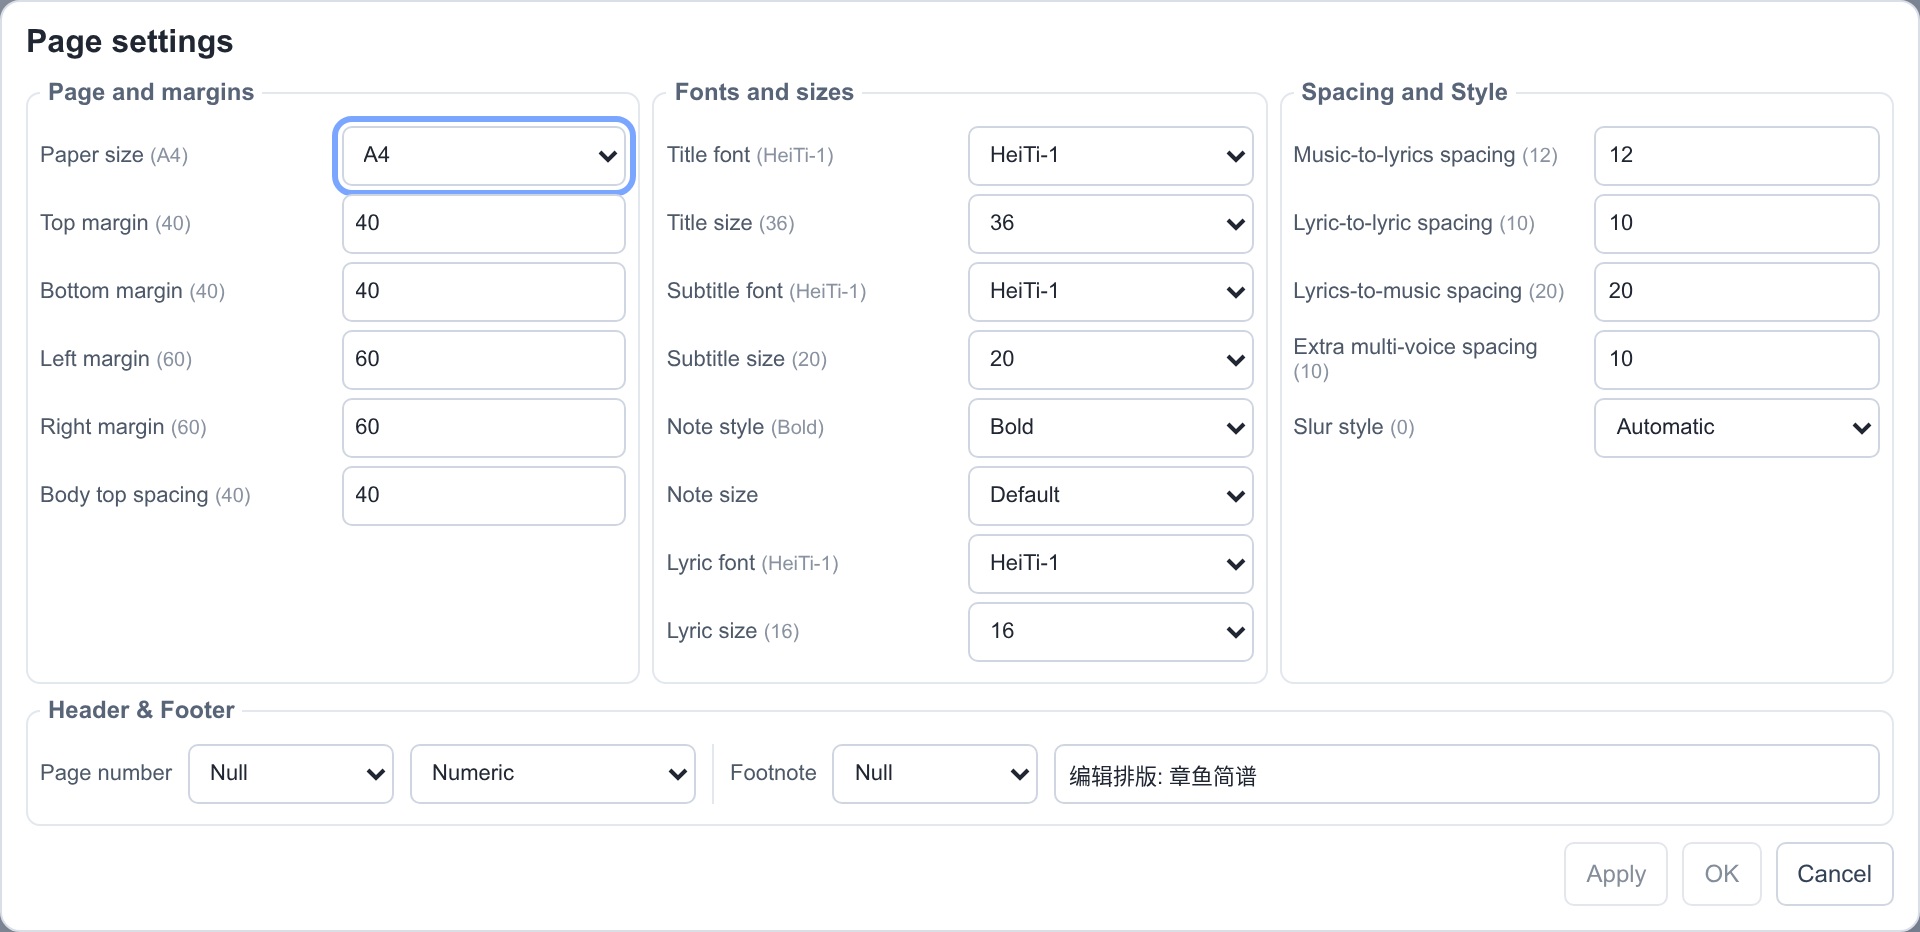 Page settings
Page and margins
Paper size (A4)
A4
Top margin (40)
40
Bottom margin (40)
40
Left margin (60)
60
Right margin (60)
60
Body top spacing (40)
40
Fonts and sizes
Title font (HeiTi-1)
HeiTi-1
Title size (36)
36
Subtitle font (HeiTi-1)
HeiTi-1
Subtitle size (20)
20
Note style (Bold)
Bold
Note size
Default
Lyric font (HeiTi-1)
HeiTi-1
Lyric size (16)
16
Spacing and Style
Music-to-lyrics spacing (12)
12
Lyric-to-lyric spacing (10)
10
Lyrics-to-music spacing (20)
20
Extra multi-voice spacing
(10)
10
Slur style (0)
Automatic
Header & Footer
Page number
Null
Numeric
Footnote
Null
编辑排版: 章鱼简谱
Apply
OK
Cancel